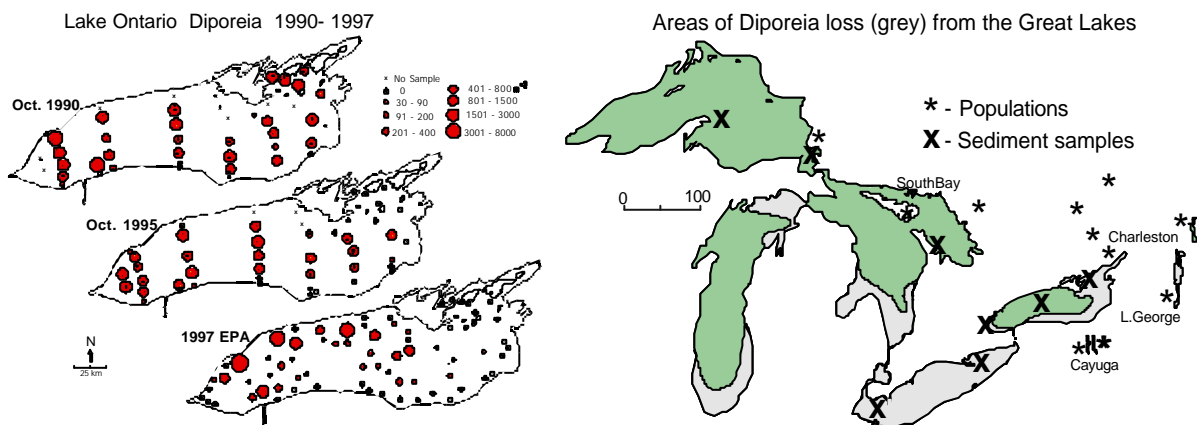 Lake Ontario Diporeia 1990- 1997
Oct. 1990
x No Sample
0
30 - 90
91 - 200
201 - 400
401 - 800
801 - 1500
1501 - 3000
3001 - 8000
Oct. 1995
1997 EPA
N
25 km
Areas of Diporeia loss (grey) from the Great Lakes
* - Populations
X - Sediment samples
0 100
SouthBay
Charleston
L.George
Cayuga